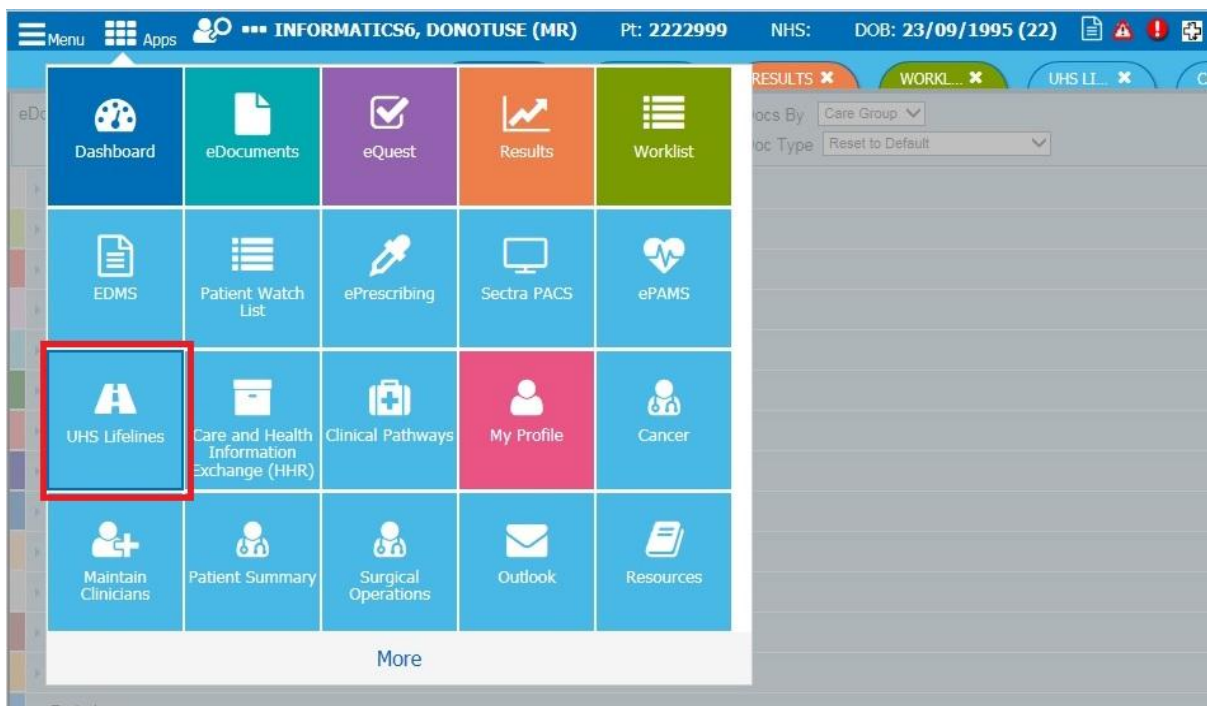 Menu Apps ••• INFORMATICS6, DONOTUSE (MR) Pt: 2222999 NHS: DOB: 23/09/1995 (22)
RESULTS ✖ WORKL... ✖ UHS LI... ✖ C
eDo
ocs By Care Group
oc Type Reset to Default
Dashboard eDocuments eQuest Results Worklist
EDMS Patient Watch ePrescribing Sectra PACS ePAMS
List
UHS Lifelines Care and Health Clinical Pathways My Profile Cancer
Information
Exchange (HHR)
Maintain Patient Summary Surgical Outlook Resources
Clinicians Operations
More